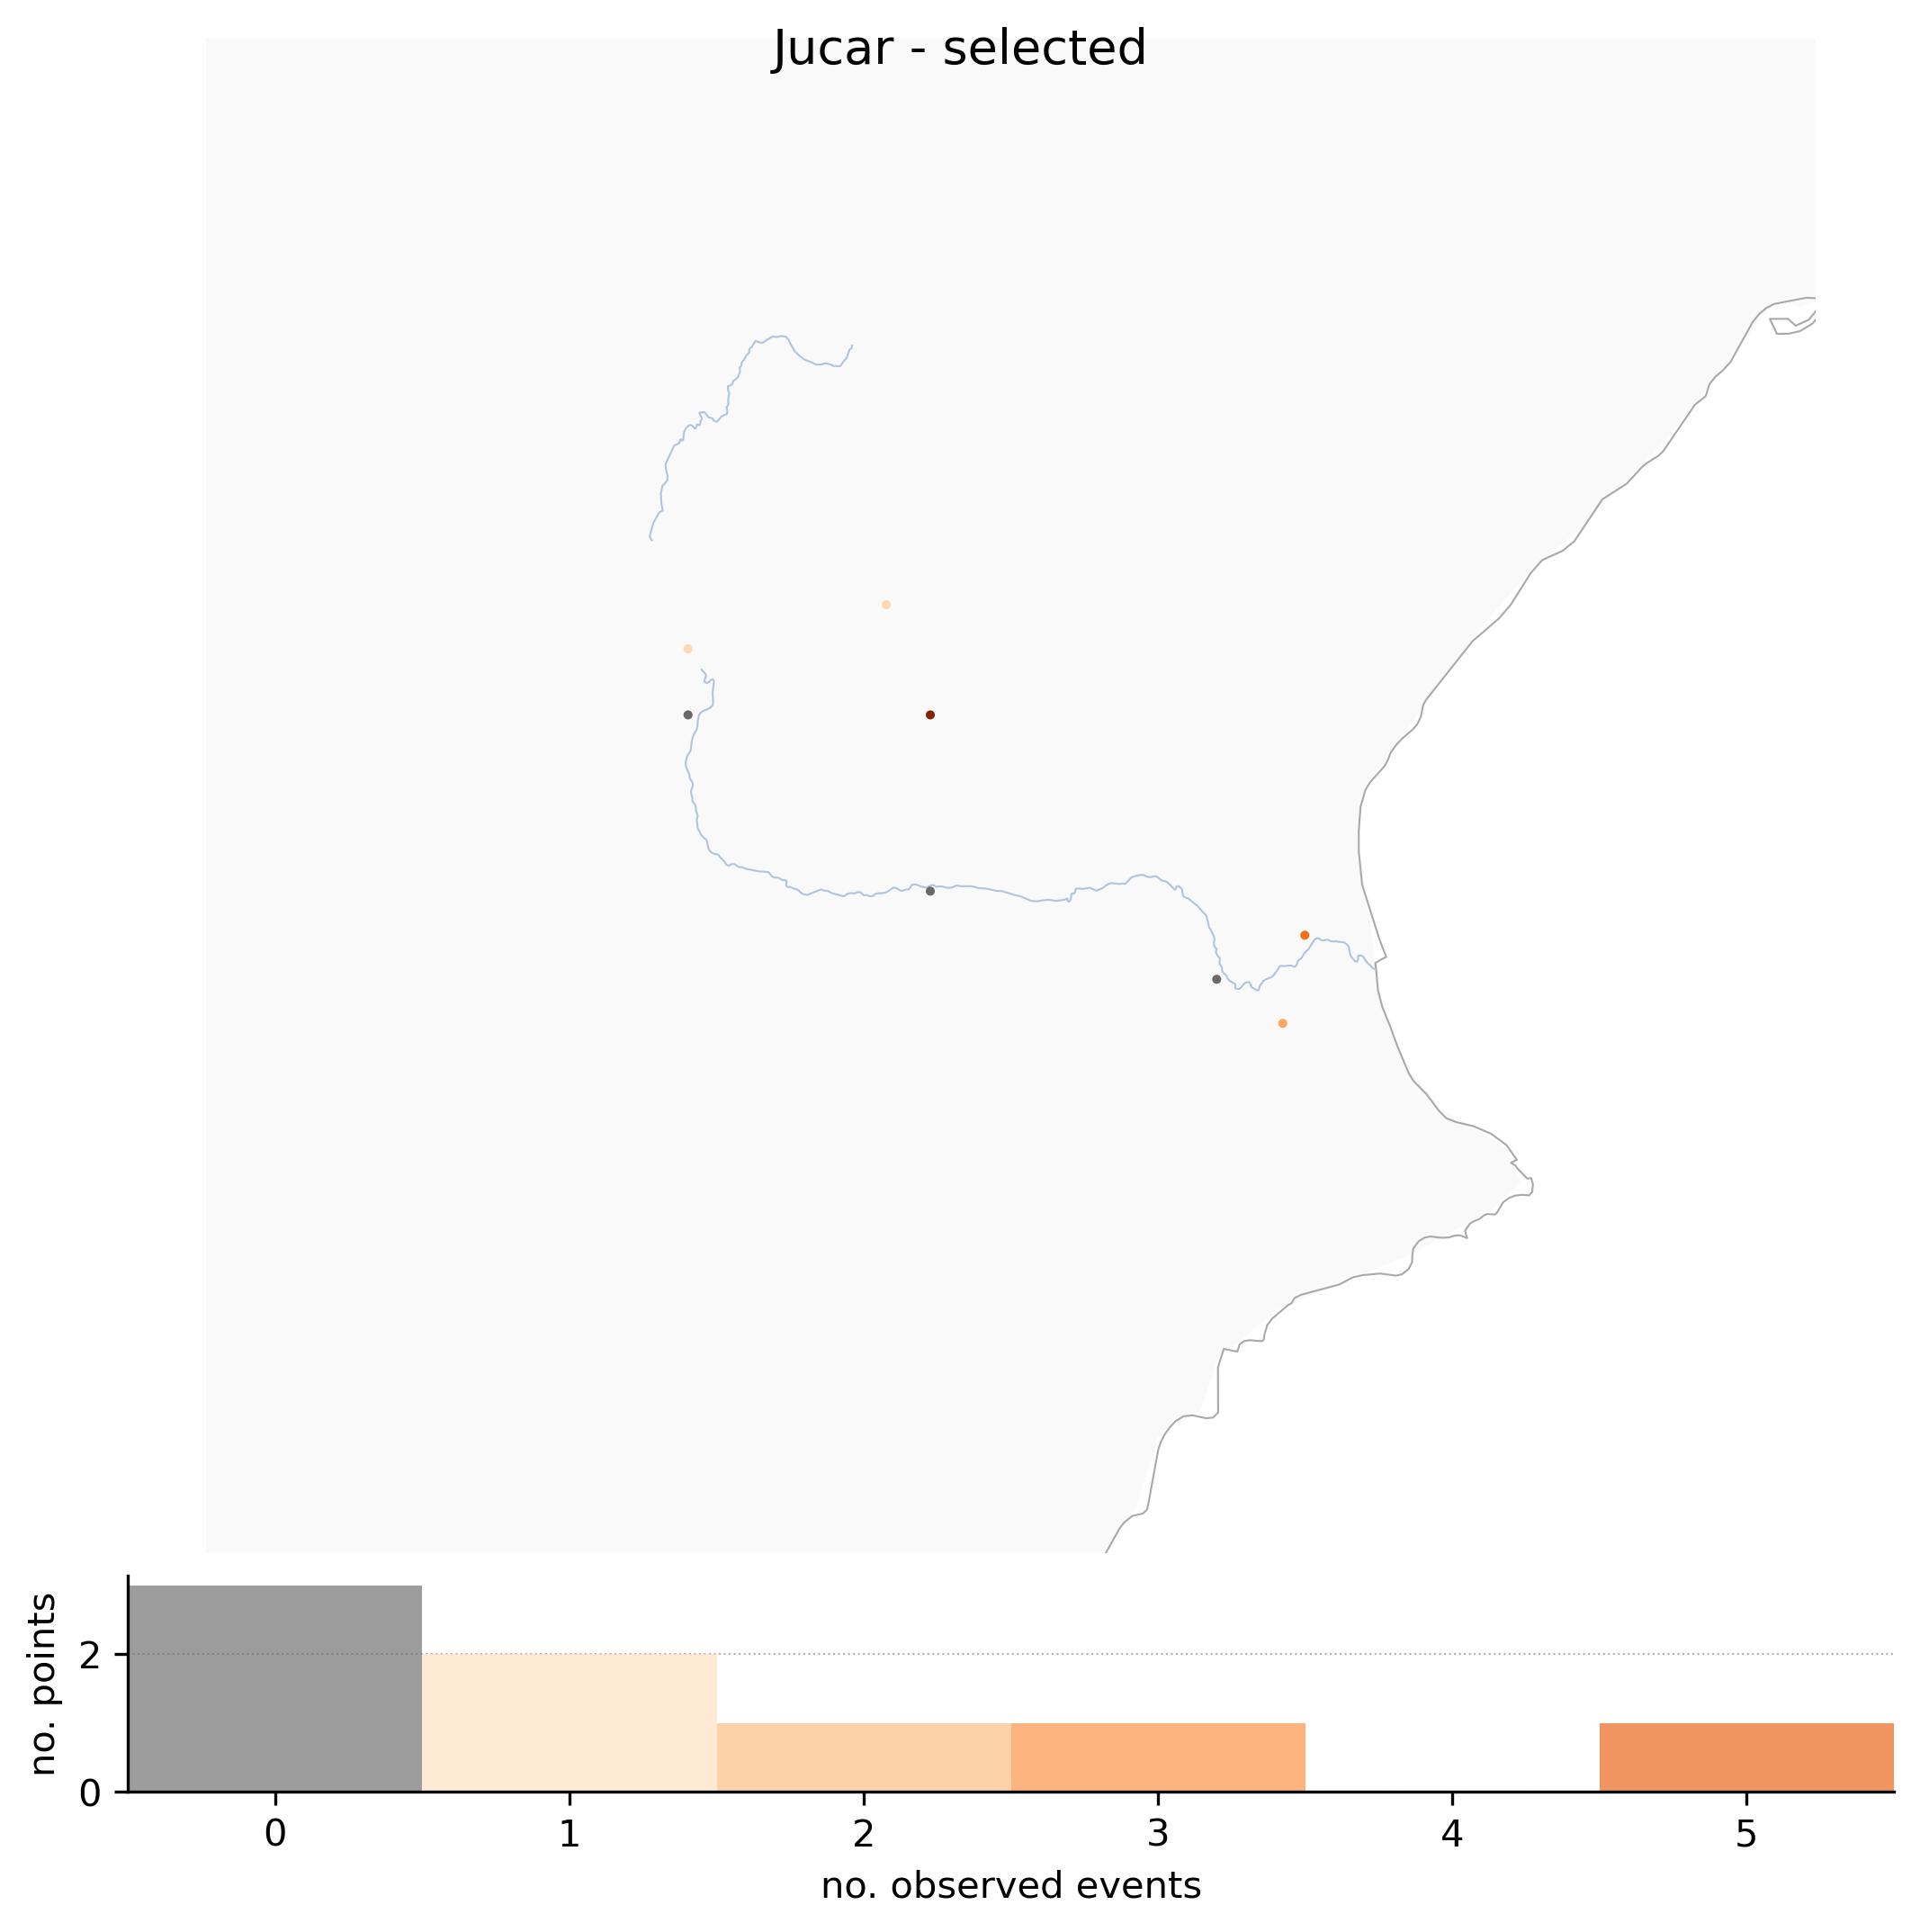 Jucar - selected
no. points
2
0
0 1 2 3 4 5
no. observed events